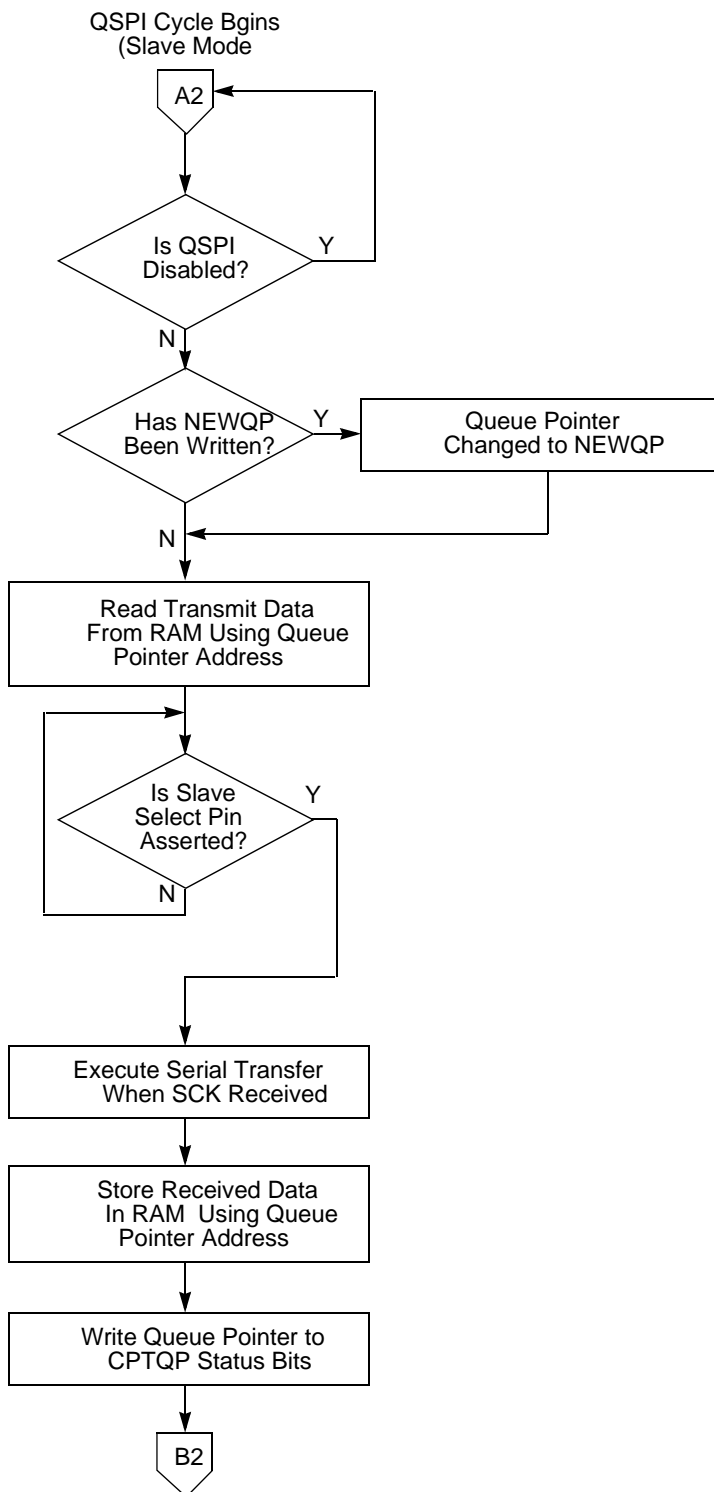 QSPI Cycle Bgins
(Slave Mode
A2
Is QSPI
Disabled?
Y
N
Has NEWQP
Been Written?
Y
Queue Pointer
Changed to NEWQP
N
Read Transmit Data
From RAM Using Queue
Pointer Address
Is Slave
Select Pin
Asserted?
Y
N
Execute Serial Transfer
When SCK Received
Store Received Data
In RAM Using Queue
Pointer Address
Write Queue Pointer to
CPTQP Status Bits
B2